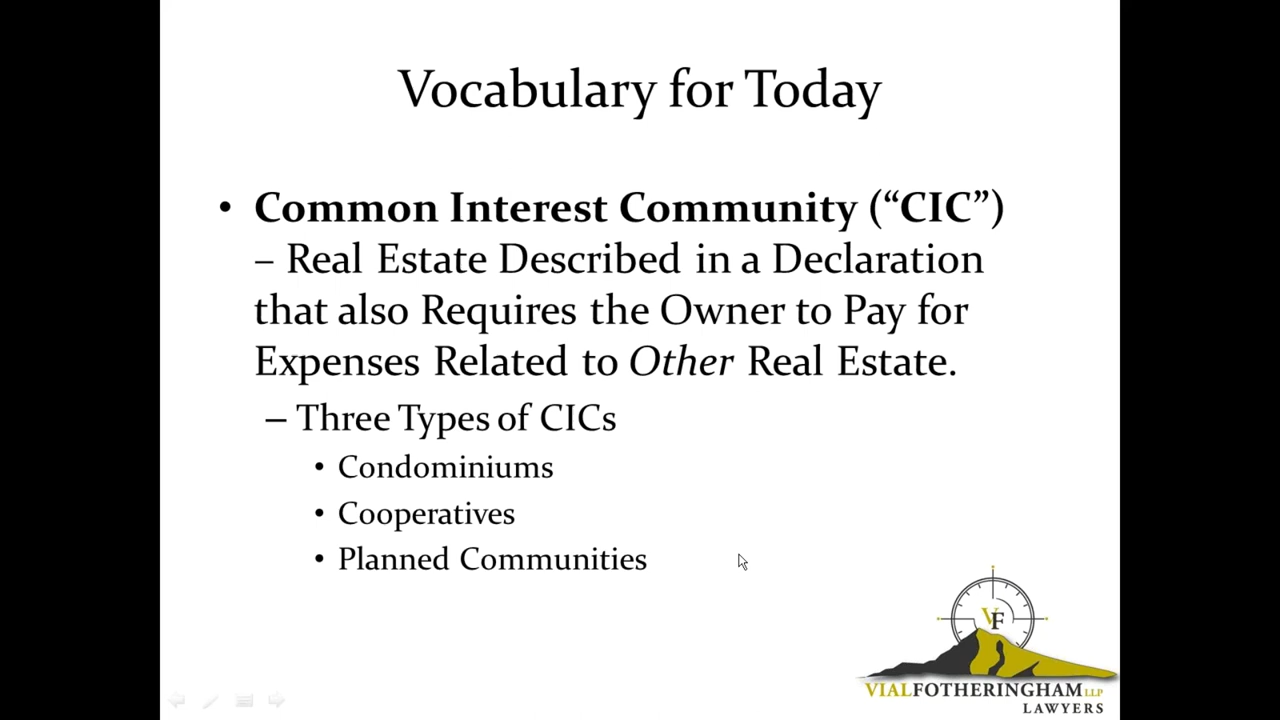 Vocabulary for Today
• Common Interest Community (“CIC”)
– Real Estate Described in a Declaration
that also Requires the Owner to Pay for
Expenses Related to Other Real Estate.
– Three Types of CICs
• Condominiums
• Cooperatives
• Planned Communities
VF
VIALFOTHERINGHAM LLP
LAWYERS